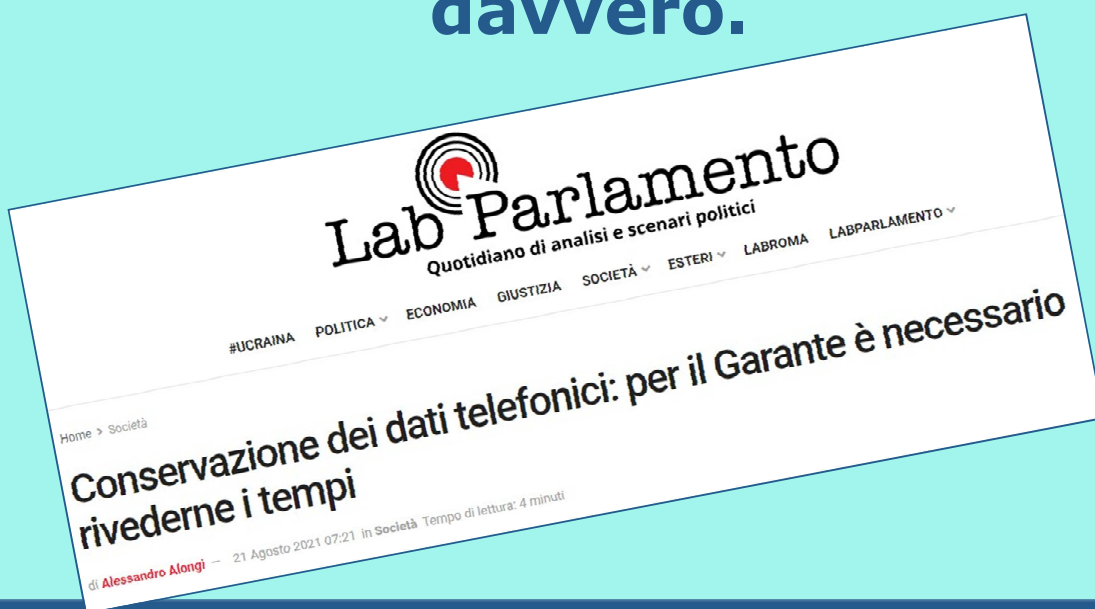 davvero.
Lab Parlamento
Quotidiano di analisi e scenari politici
#UCRAINA POLITICA ECONOMIA GIUSTIZIA SOCIETÀ ESTERI LABROMA LABPARLAMENTO
Home > Società
Conservazione dei dati telefonici: per il Garante è necessario
rivederne i tempi
di Alessandro Alongi — 21 Agosto 2021 07:21 in Società Tempo di lettura: 4 minuti